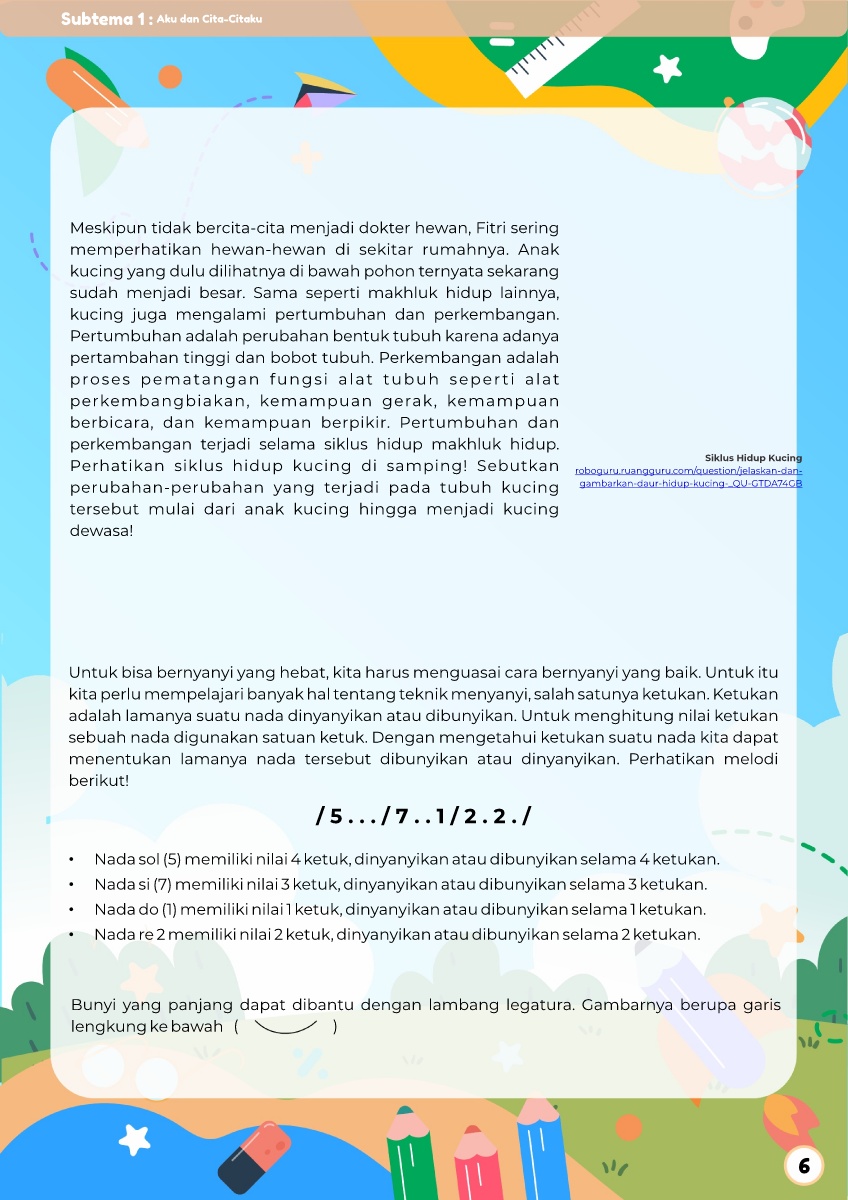 Subtema 1 : Aku dan Cita-Citaku
Meskipun tidak bercita-cita menjadi dokter hewan, Fitri sering
memperhatikan hewan-hewan di sekitar rumahnya. Anak
kucing yang dulu dilihatnya di bawah pohon ternyata sekarang
sudah menjadi besar. Sama seperti makhluk hidup lainnya,
kucing juga mengalami pertumbuhan dan perkembangan.
Pertumbuhan adalah perubahan bentuk tubuh karena adanya
pertambahan tinggi dan bobot tubuh. Perkembangan adalah
proses pematangan fungsi alat tubuh seperti alat
perkembangbiakan, kemampuan gerak, kemampuan
berbicara, dan kemampuan berpikir. Pertumbuhan dan
perkembangan terjadi selama siklus hidup makhluk hidup.
Perhatikan siklus hidup kucing di samping! Sebutkan
perubahan-perubahan yang terjadi pada tubuh kucing
tersebut mulai dari anak kucing hingga menjadi kucing
dewasa!
Siklus Hidup Kucing
roboguru.ruangguru.com/question/jelaskan-dan-
gambarkan-daur-hidup-kucing-_QU-GTDA74GB
Untuk bisa bernyanyi yang hebat, kita harus menguasai cara bernyanyi yang baik. Untuk itu
kita perlu mempelajari banyak hal tentang teknik menyanyi, salah satunya ketukan. Ketukan
adalah lamanya suatu nada dinyanyikan atau dibunyikan. Untuk menghitung nilai ketukan
sebuah nada digunakan satuan ketuk. Dengan mengetahui ketukan suatu nada kita dapat
menentukan lamanya nada tersebut dibunyikan atau dinyanyikan. Perhatikan melodi
berikut!
/ 5 . . . / 7 . . 1 / 2 . 2 . /
• Nada sol (5) memiliki nilai 4 ketuk, dinyanyikan atau dibunyikan selama 4 ketukan.
• Nada si (7) memiliki nilai 3 ketuk, dinyanyikan atau dibunyikan selama 3 ketukan.
• Nada do (1) memiliki nilai 1 ketuk, dinyanyikan atau dibunyikan selama 1 ketukan.
• Nada re 2 memiliki nilai 2 ketuk, dinyanyikan atau dibunyikan selama 2 ketukan.
Bunyi yang panjang dapat dibantu dengan lambang legatura. Gambarnya berupa garis
lengkung ke bawah ( )
6